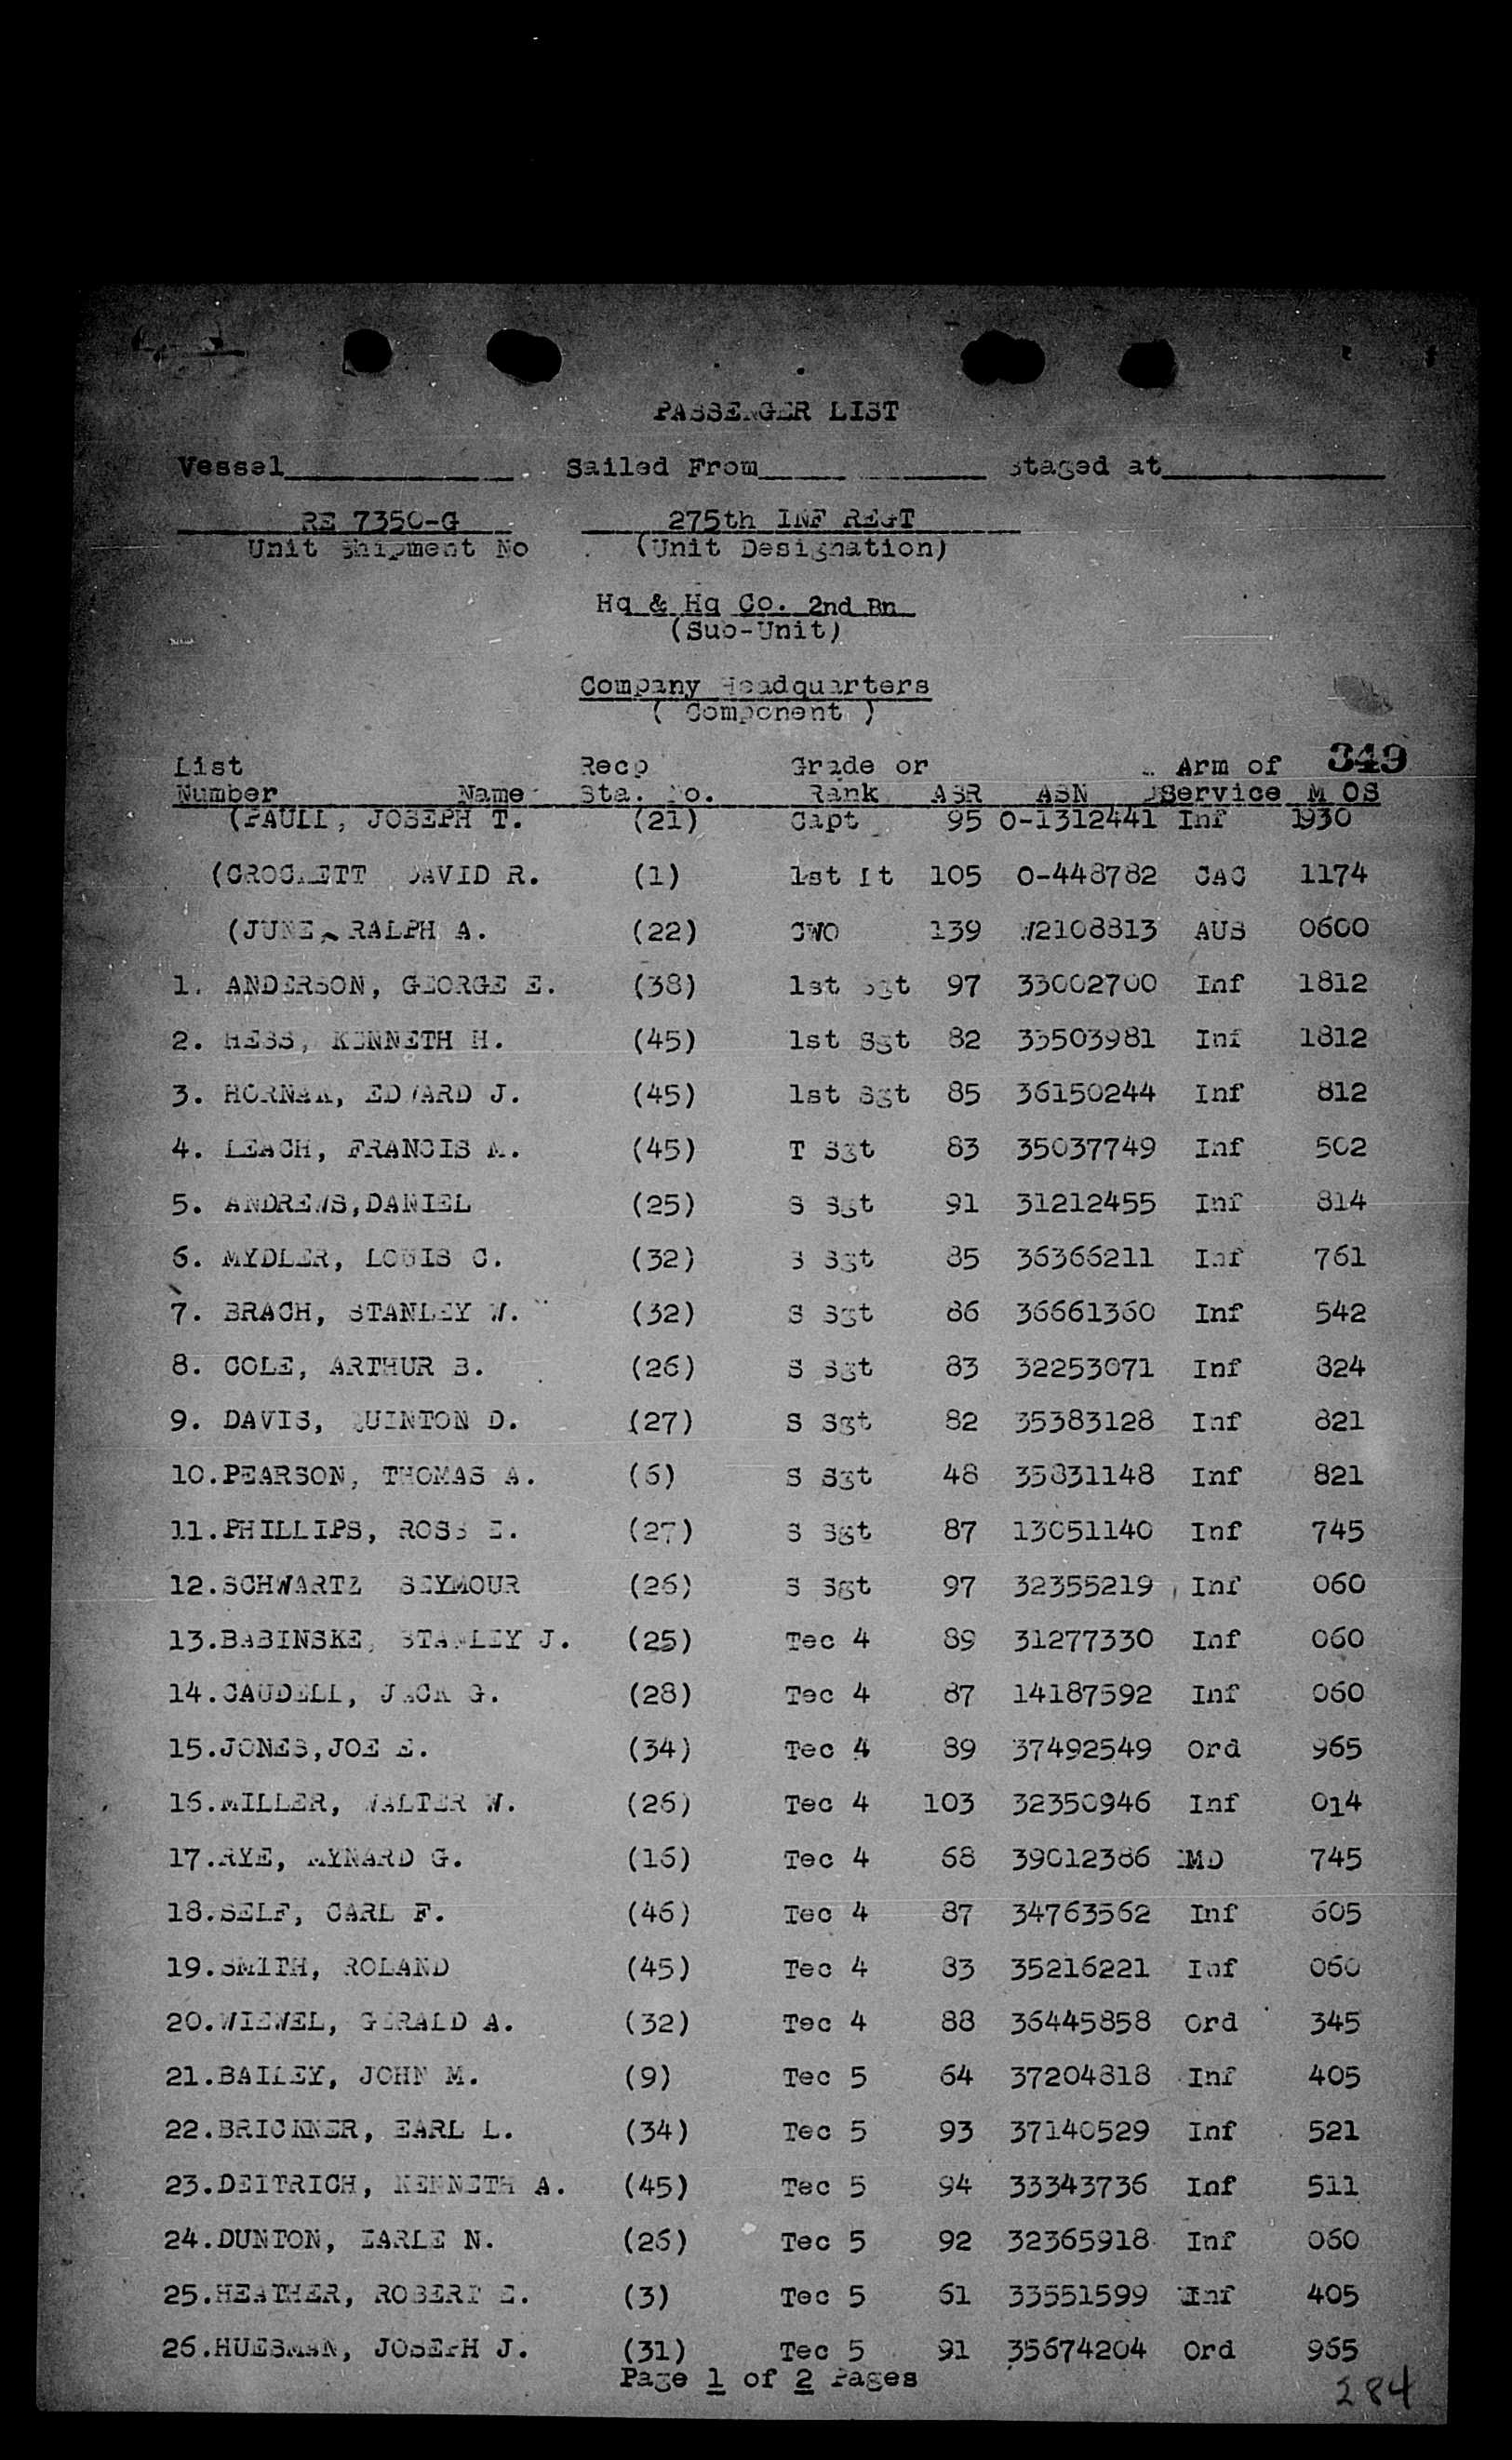 PASSENGER LIST
Vessel Sailed From Staged at
RE 7350-G 275th INF REGT
Unit Shipment No . (Unit Designation)
Hq & Hq Co. 2nd Bn
(Sub-Unit)
Company Headquarters
( Component )
List Recp Grade or Arm of 349
Number Name Sta. No. Rank ASR ASN Service M OS
(PAULL, JOSEPH T. (21) Capt 95 O-1312441 Inf 1930
(CROCKETT DAVID R. (1) 1st Lt 105 O-448782 CAC 1174
(JUNE, RALPH A. (22) CWO 139 W2108813 AUS 0600
1. ANDERSON, GEORGE E. (38) 1st Sgt 97 33002700 Inf 1812
2. HESS, KENNETH H. (45) 1st Sgt 82 33503981 Inf 1812
3. HORNAK, EDWARD J. (45) 1st Sgt 85 36150244 Inf 812
4. LEACH, FRANCIS M. (45) T Sgt 83 35037749 Inf 502
5. ANDREWS,DANIEL (25) S Sgt 91 31212455 Inf 814
6. MYDLER, LOUIS C. (32) S Sgt 85 36366211 Inf 761
7. BRACH, STANLEY W. (32) S Sgt 86 36661360 Inf 542
8. COLE, ARTHUR B. (26) S Sgt 83 32253071 Inf 824
9. DAVIS, QUINTON D. (27) S Sgt 82 35383128 Inf 821
10.PEARSON, THOMAS A. (6) S Sgt 48 35831148 Inf 821
11.PHILLIPS, ROSS E. (27) S Sgt 87 13051140 Inf 745
12.SCHWARTZ SEYMOUR (26) S Sgt 97 32355219 Inf 060
13.BABINSKE, STANLEY J. (25) Tec 4 89 31277330 Inf 060
14.CAUDELL, JACK G. (28) Tec 4 87 14187592 Inf 060
15.JONES,JOE E. (34) Tec 4 89 37492549 Ord 965
16.MILLER, WALTER W. (26) Tec 4 103 32350946 Inf 014
17.RYE, MYNARD G. (16) Tec 4 68 39012386 MD 745
18.SELF, CARL F. (46) Tec 4 87 34763562 Inf 605
19.SMITH, ROLAND (45) Tec 4 83 35216221 Inf 060
20.WIEWEL, GERALD A. (32) Tec 4 88 36445858 Ord 345
21.BAILEY, JOHN M. (9) Tec 5 64 37204818 Inf 405
22.BRICKNER, EARL L. (34) Tec 5 93 37140529 Inf 521
23.DEITRICH, KENNETH A. (45) Tec 5 94 33343736 Inf 511
24.DUNTON, EARLE N. (26) Tec 5 92 32365918 Inf 060
25.HEATHER, ROBERT E. (3) Tec 5 61 33551599 Inf 405
26.HUESMAN, JOSEPH J. (31) Tec 5 91 35674204 Ord 965
Page 1 of 2 Pages
284